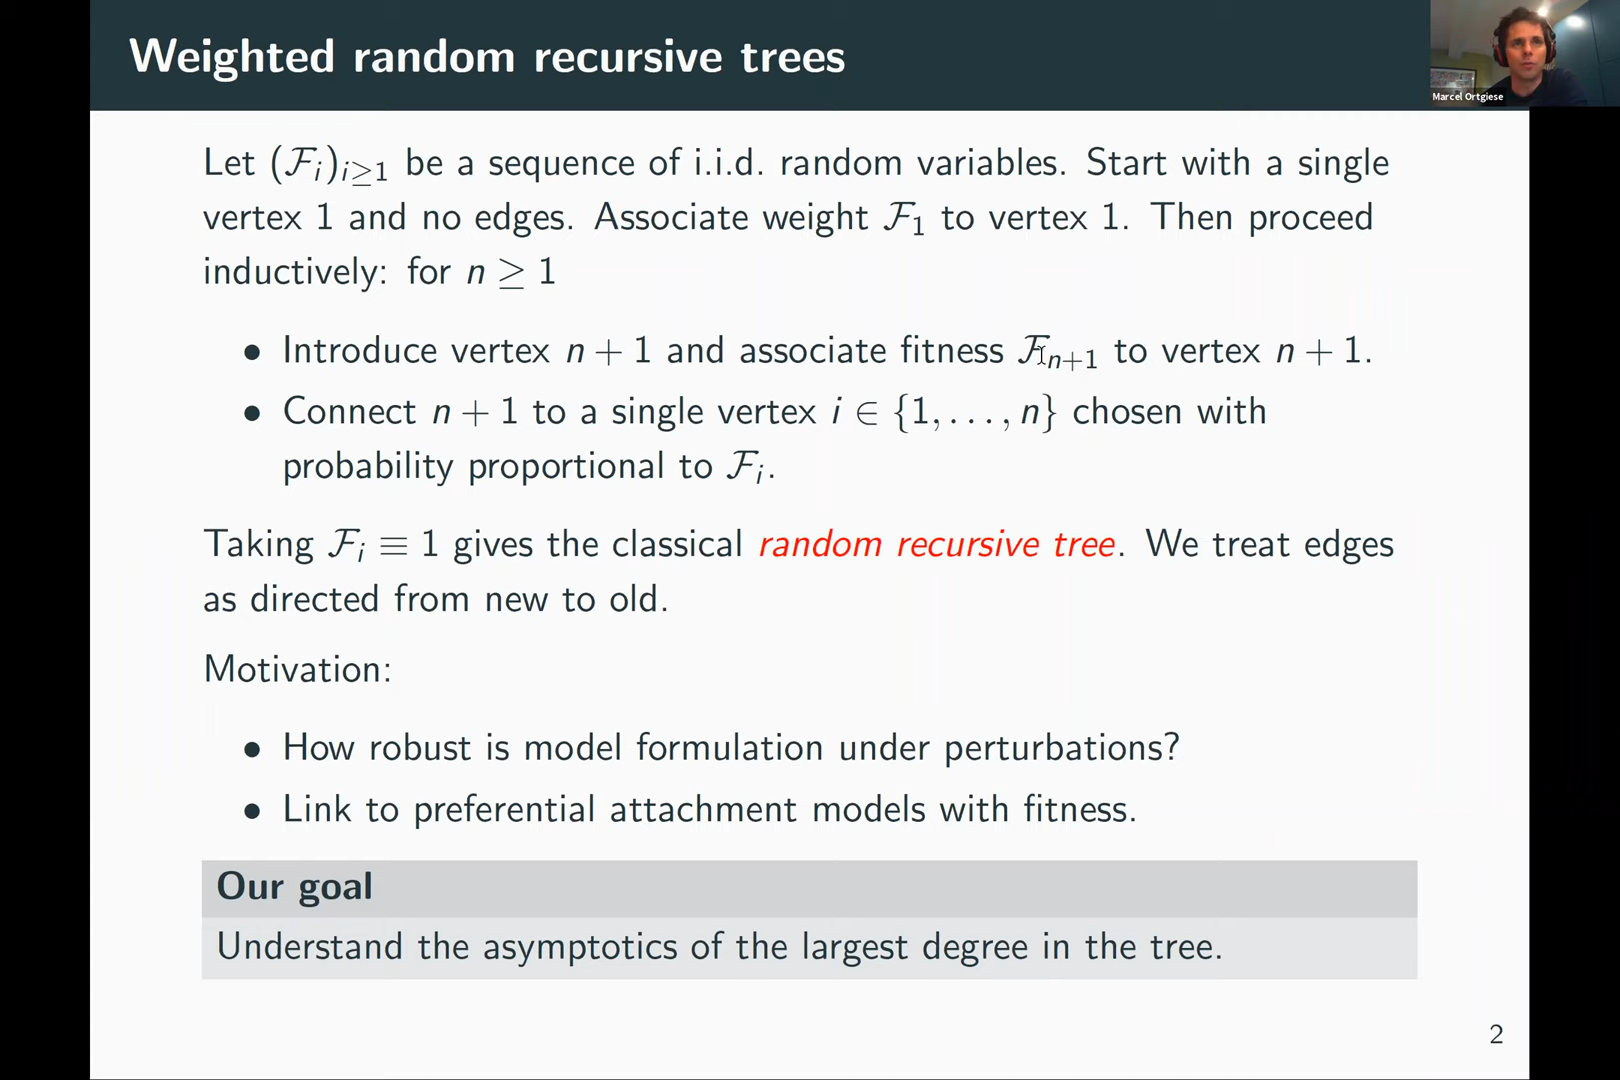 Weighted random recursive trees
Marcel Ortgiese
Let (ℱᵢ)ᵢ≥₁ be a sequence of i.i.d. random variables. Start with a single
vertex 1 and no edges. Associate weight ℱ₁ to vertex 1. Then proceed
inductively: for n ≥ 1
• Introduce vertex n + 1 and associate fitness ℱₙ₊₁ to vertex n + 1.
• Connect n + 1 to a single vertex i ∈ {1, . . . , n} chosen with
probability proportional to ℱᵢ.
Taking ℱᵢ ≡ 1 gives the classical random recursive tree. We treat edges
as directed from new to old.
Motivation:
• How robust is model formulation under perturbations?
• Link to preferential attachment models with fitness.
Our goal
Understand the asymptotics of the largest degree in the tree.
2